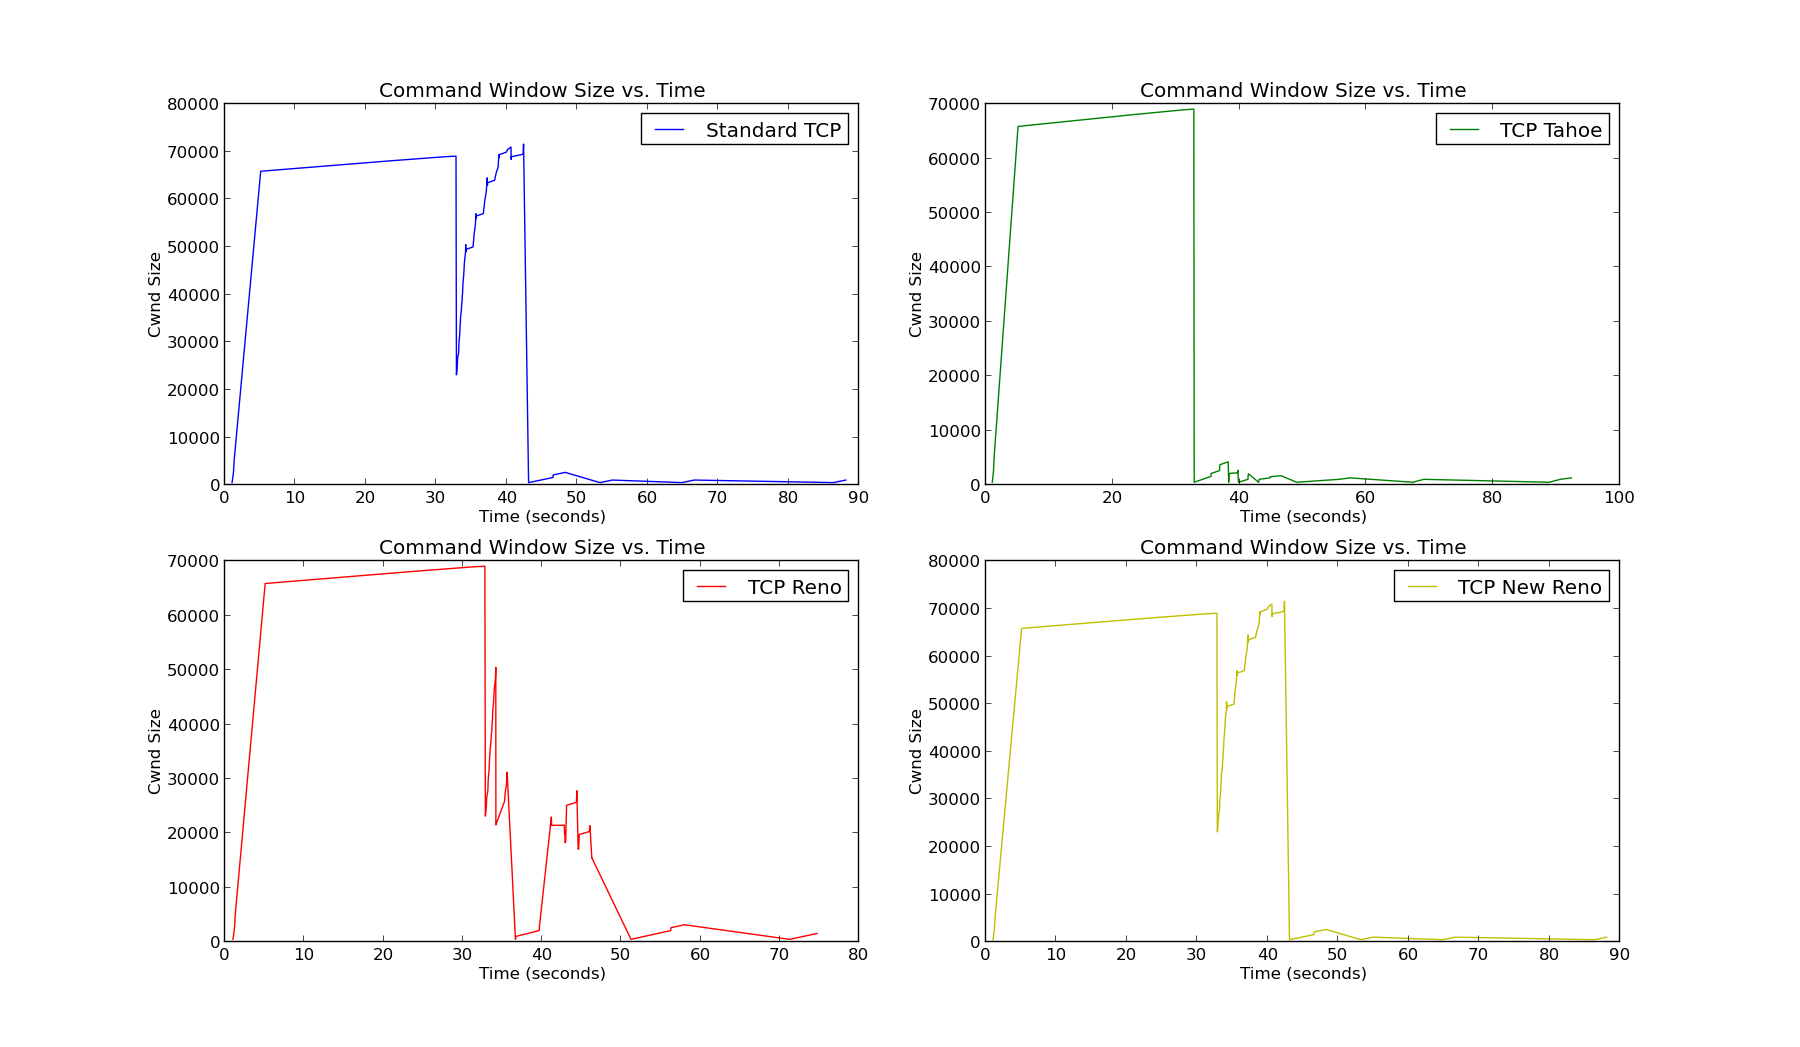 Command Window Size vs. Time
Standard TCP
Cwnd Size
80000
70000
60000
50000
40000
30000
20000
10000
0
0 10 20 30 40 50 60 70 80 90
Time (seconds)
Command Window Size vs. Time
TCP Tahoe
Cwnd Size
70000
60000
50000
40000
30000
20000
10000
0
0 20 40 60 80 100
Time (seconds)
Command Window Size vs. Time
TCP Reno
Cwnd Size
70000
60000
50000
40000
30000
20000
10000
0
0 10 20 30 40 50 60 70 80
Time (seconds)
Command Window Size vs. Time
TCP New Reno
Cwnd Size
80000
70000
60000
50000
40000
30000
20000
10000
0
0 10 20 30 40 50 60 70 80 90
Time (seconds)